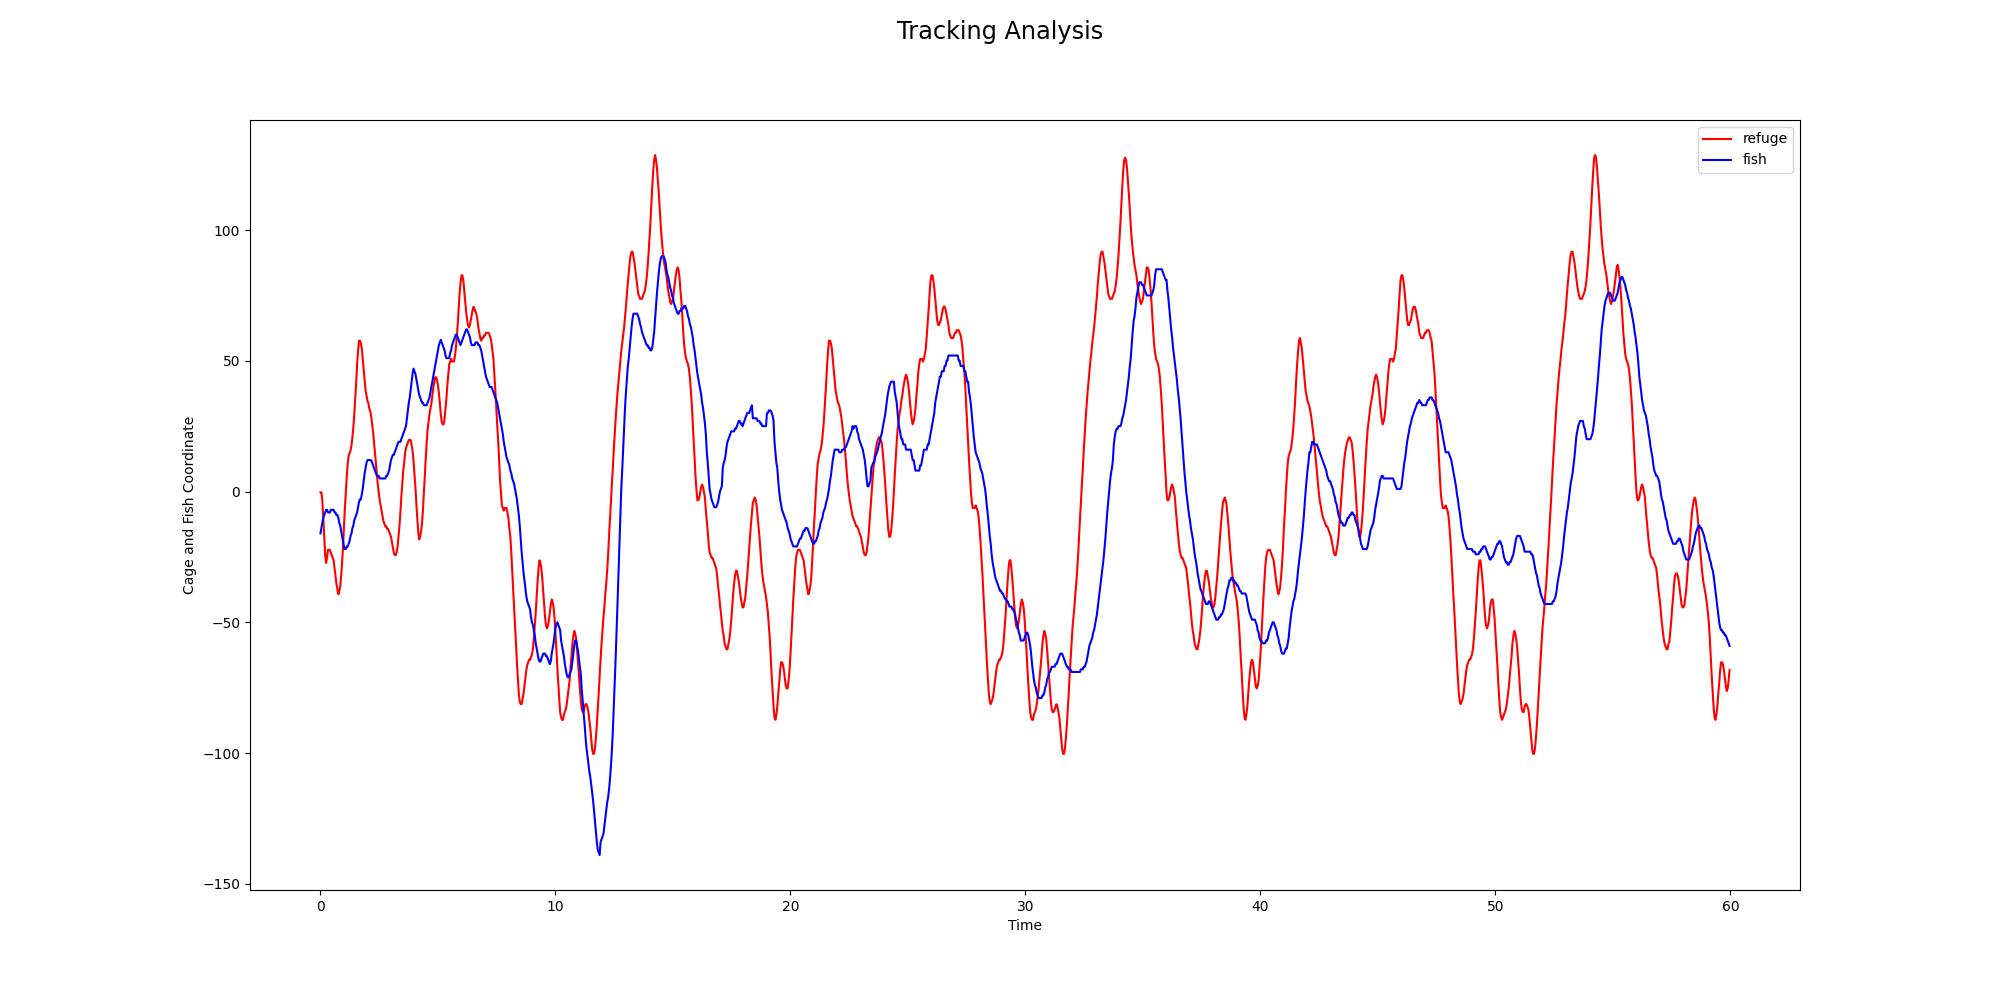 Tracking Analysis
refuge
fish
100
50
0
−50
−100
−150
Cage and Fish Coordinate
0 10 20 30 40 50 60
Time